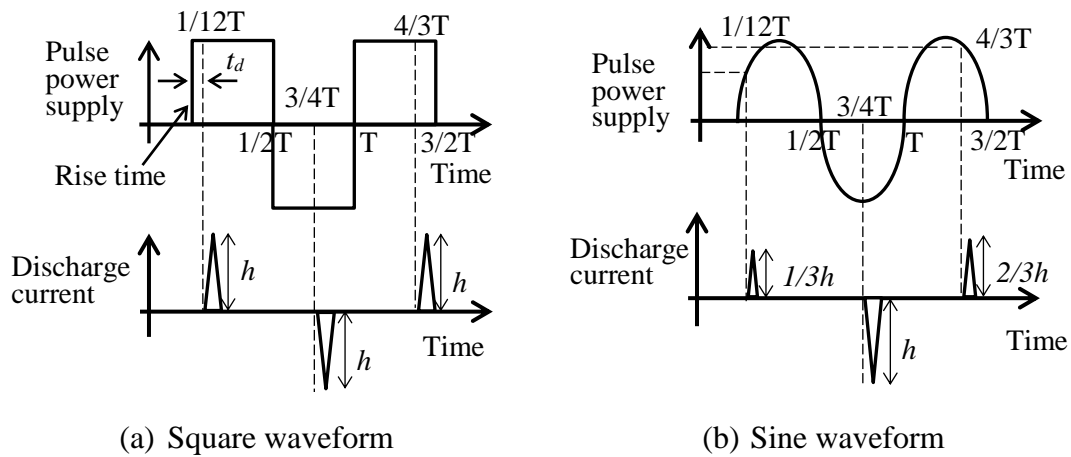 1/12T
4/3T
Pulse
power
supply
t_d
3/4T
1/2T
T
3/2T
Rise time
Time
Discharge
current
h
h
h
Time
(a) Square waveform
1/12T
4/3T
Pulse
power
supply
3/4T
1/2T
T
3/2T
Time
Discharge
current
1/3h
2/3h
h
Time
(b) Sine waveform